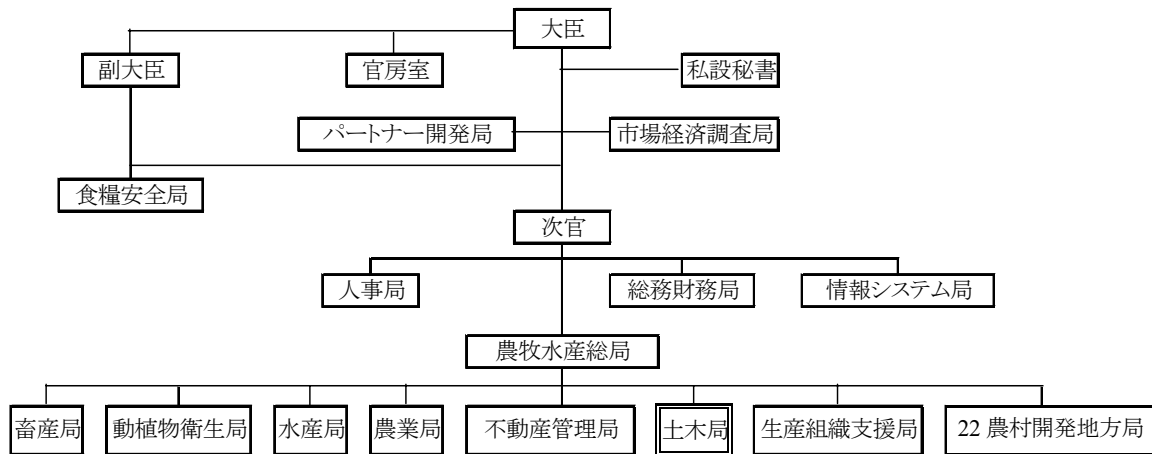 大臣
副大臣
官房室
私設秘書
パートナー開発局
市場経済調査局
食糧安全局
次官
人事局
総務財務局
情報システム局
農牧水産総局
畜産局
動植物衛生局
水産局
農業局
不動産管理局
土木局
生産組織支援局
22 農村開発地方局